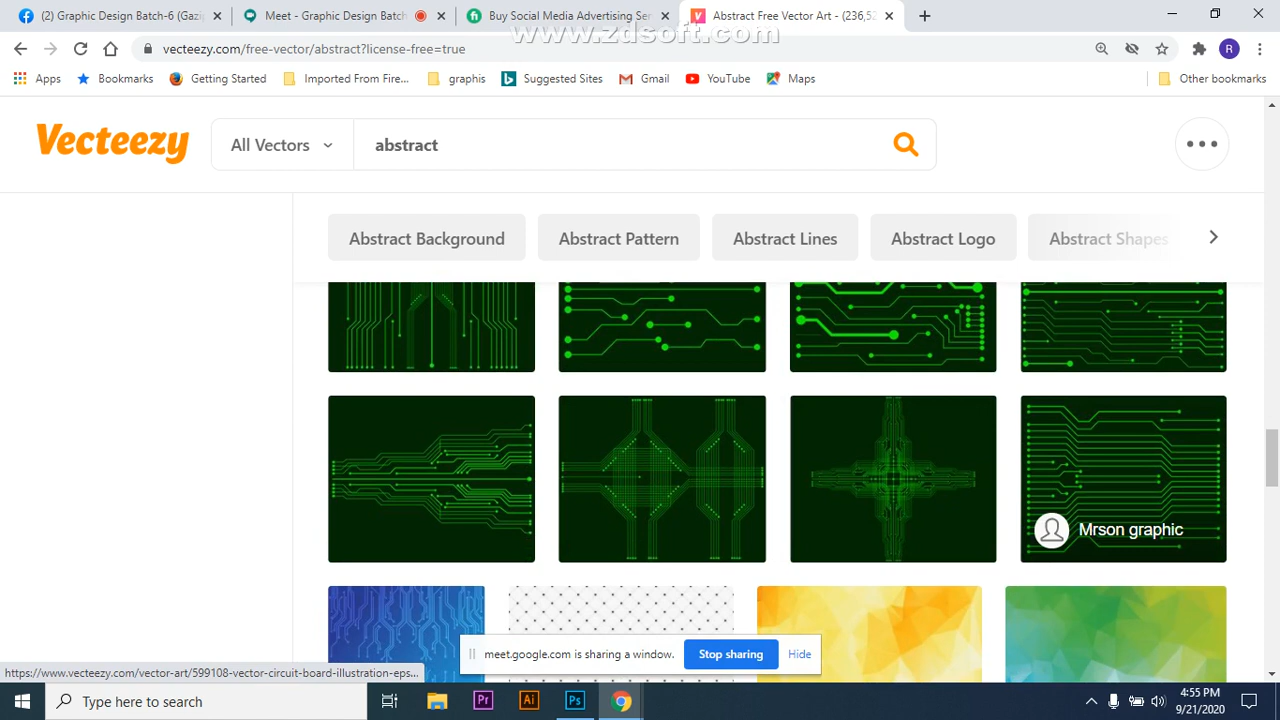 (2) Graphic Design Batch-6 (Gazi
Meet - Graphic Design Batch
Buy Social Media Advertising Ser
Abstract Free Vector Art - (236,52
www.zdsoft.com
vecteezy.com/free-vector/abstract?license-free=true
R
Apps
Bookmarks
Getting Started
Imported From Fire...
graphis
Suggested Sites
Gmail
YouTube
Maps
Other bookmarks
Vecteezy
All Vectors
abstract
Abstract Background
Abstract Pattern
Abstract Lines
Abstract Logo
Abstract Shapes
Mrson graphic
meet.google.com is sharing a window.
Stop sharing
Hide
https://www.vecteezy.com/vector-art/599108-vector-circuit-board-illustration-eps...
Type here to search
Pr
Ai
Ps
4:55 PM
9/21/2020